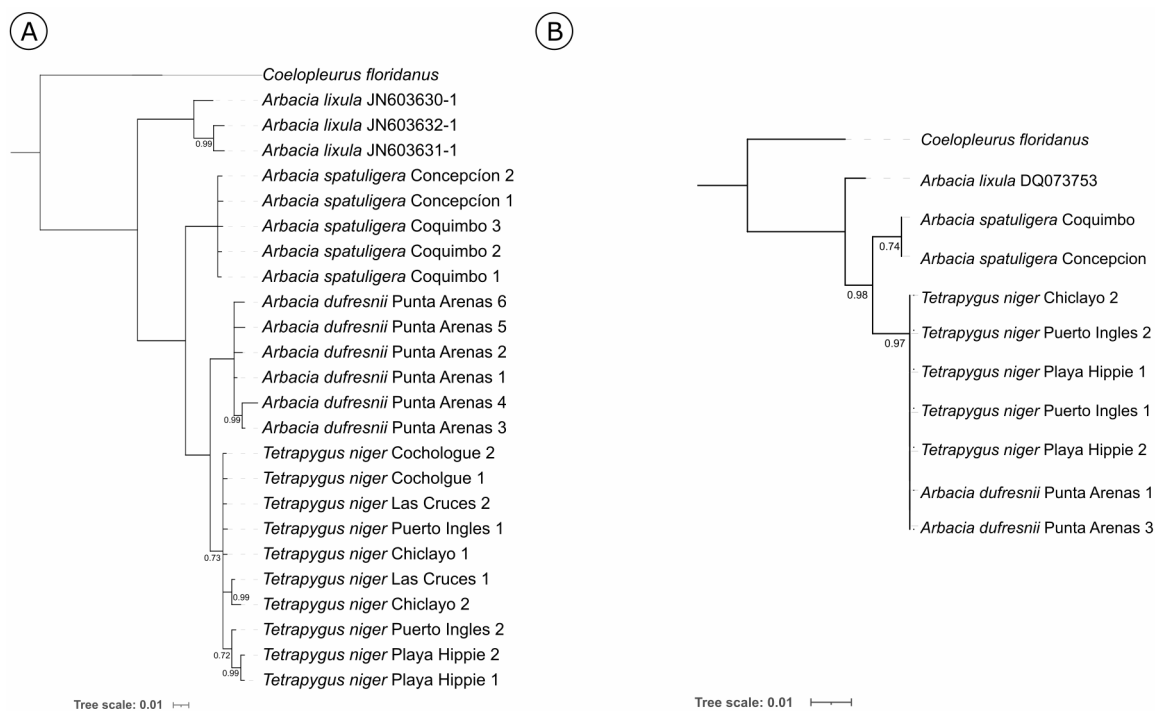 A
Coelopleurus floridanus
Arbacia lixula JN603630-1
Arbacia lixula JN603632-1
0.99
Arbacia lixula JN603631-1
Arbacia spatuligera Concepcíon 2
Arbacia spatuligera Concepcíon 1
Arbacia spatuligera Coquimbo 3
Arbacia spatuligera Coquimbo 2
Arbacia spatuligera Coquimbo 1
Arbacia dufresnii Punta Arenas 6
Arbacia dufresnii Punta Arenas 5
Arbacia dufresnii Punta Arenas 2
Arbacia dufresnii Punta Arenas 1
Arbacia dufresnii Punta Arenas 4
0.99
Arbacia dufresnii Punta Arenas 3
Tetrapygus niger Cochologue 2
Tetrapygus niger Cocholgue 1
Tetrapygus niger Las Cruces 2
Tetrapygus niger Puerto Ingles 1
0.73
Tetrapygus niger Chiclayo 1
Tetrapygus niger Las Cruces 1
0.99
Tetrapygus niger Chiclayo 2
Tetrapygus niger Puerto Ingles 2
0.72
Tetrapygus niger Playa Hippie 2
0.99
Tetrapygus niger Playa Hippie 1
Tree scale: 0.01
B
Coelopleurus floridanus
Arbacia lixula DQ073753
Arbacia spatuligera Coquimbo
0.74
Arbacia spatuligera Concepcion
0.98
Tetrapygus niger Chiclayo 2
Tetrapygus niger Puerto Ingles 2
0.97
Tetrapygus niger Playa Hippie 1
Tetrapygus niger Puerto Ingles 1
Tetrapygus niger Playa Hippie 2
Arbacia dufresnii Punta Arenas 1
Arbacia dufresnii Punta Arenas 3
Tree scale: 0.01